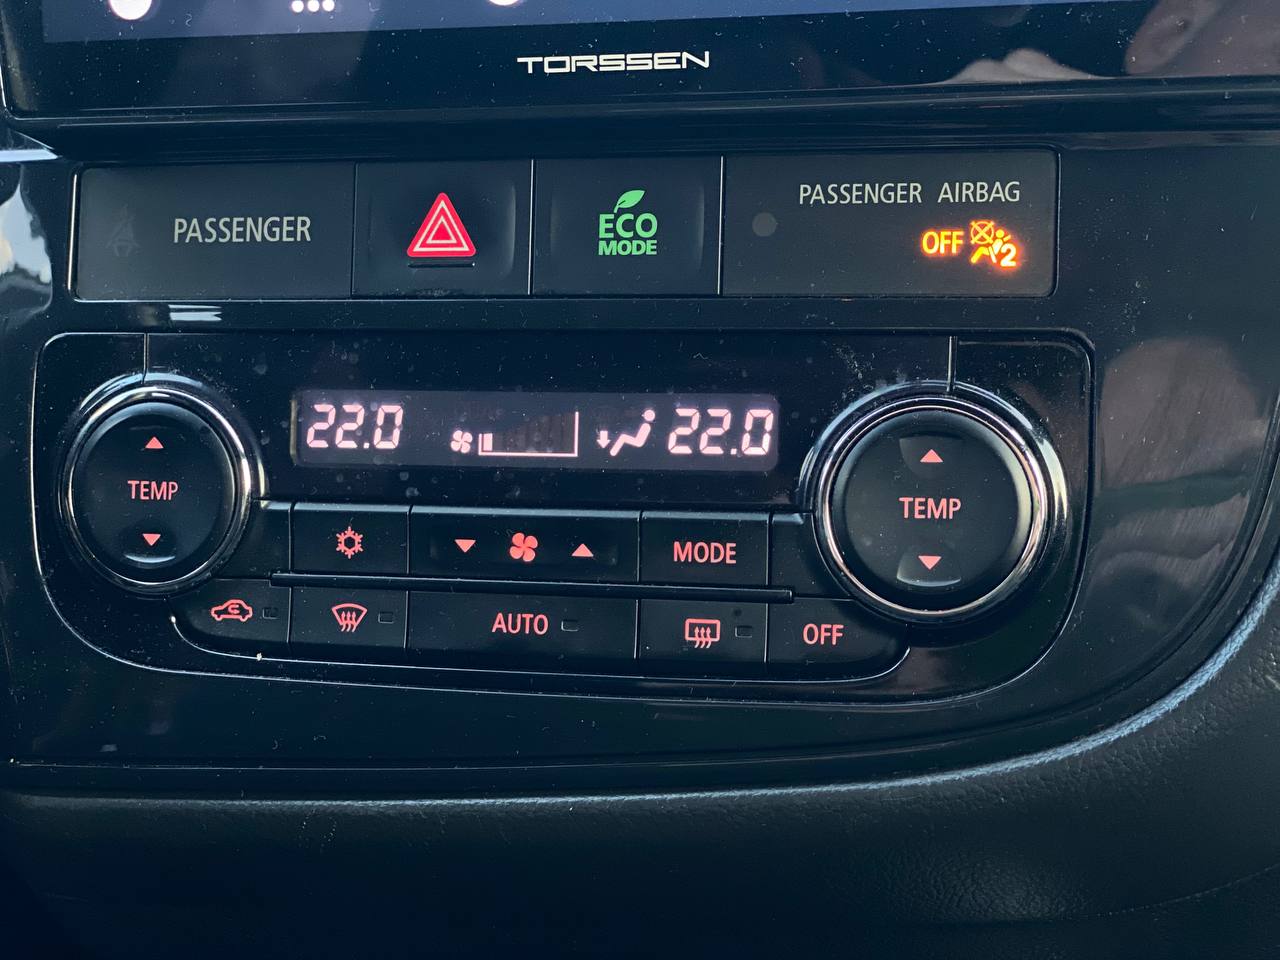 TORSSEN
PASSENGER
ECO
MODE
PASSENGER AIRBAG
OFF 2
22.0 22.0
TEMP
TEMP
MODE
AUTO
OFF